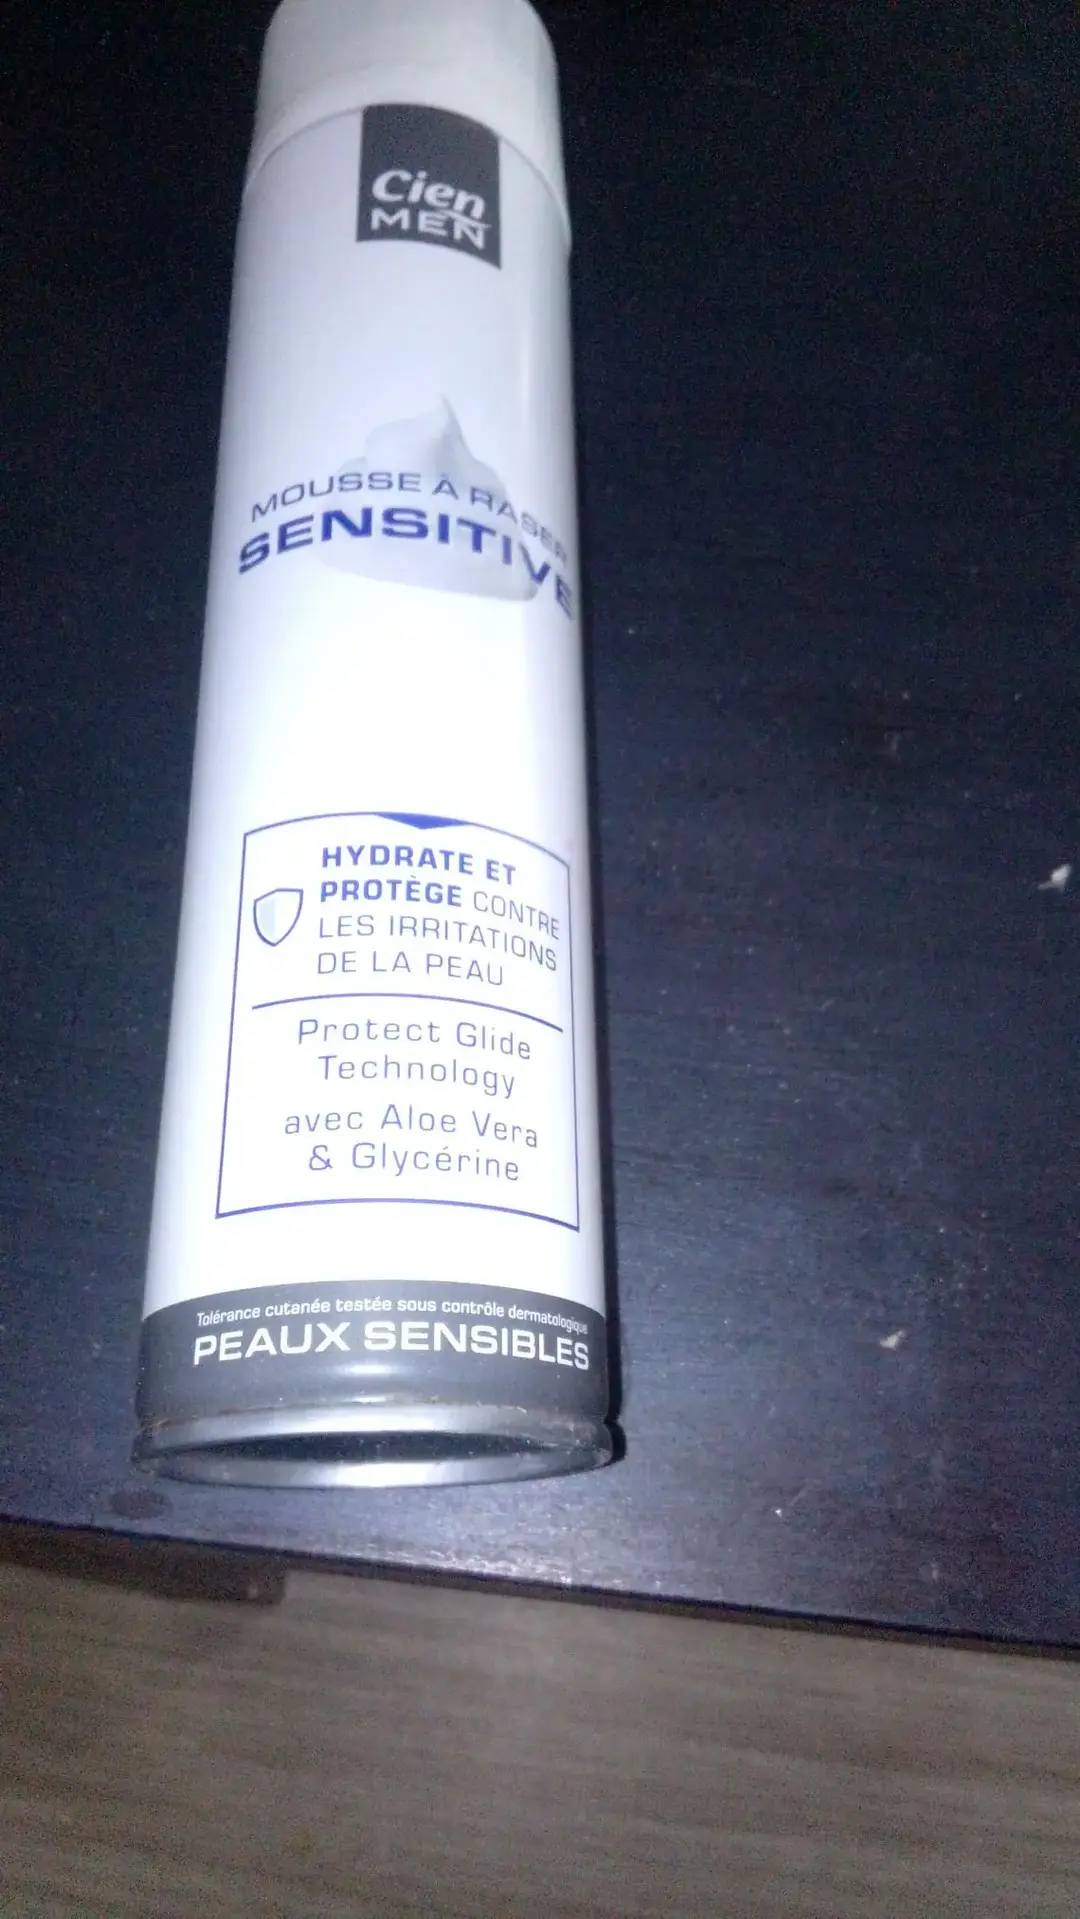 Cien
MEN
MOUSSE À RASER
SENSITIVE
HYDRATE ET
PROTÈGE CONTRE
LES IRRITATIONS
DE LA PEAU
Protect Glide
Technology
avec Aloe Vera
& Glycérine
Tolérance cutanée testée sous contrôle dermatologique
PEAUX SENSIBLES